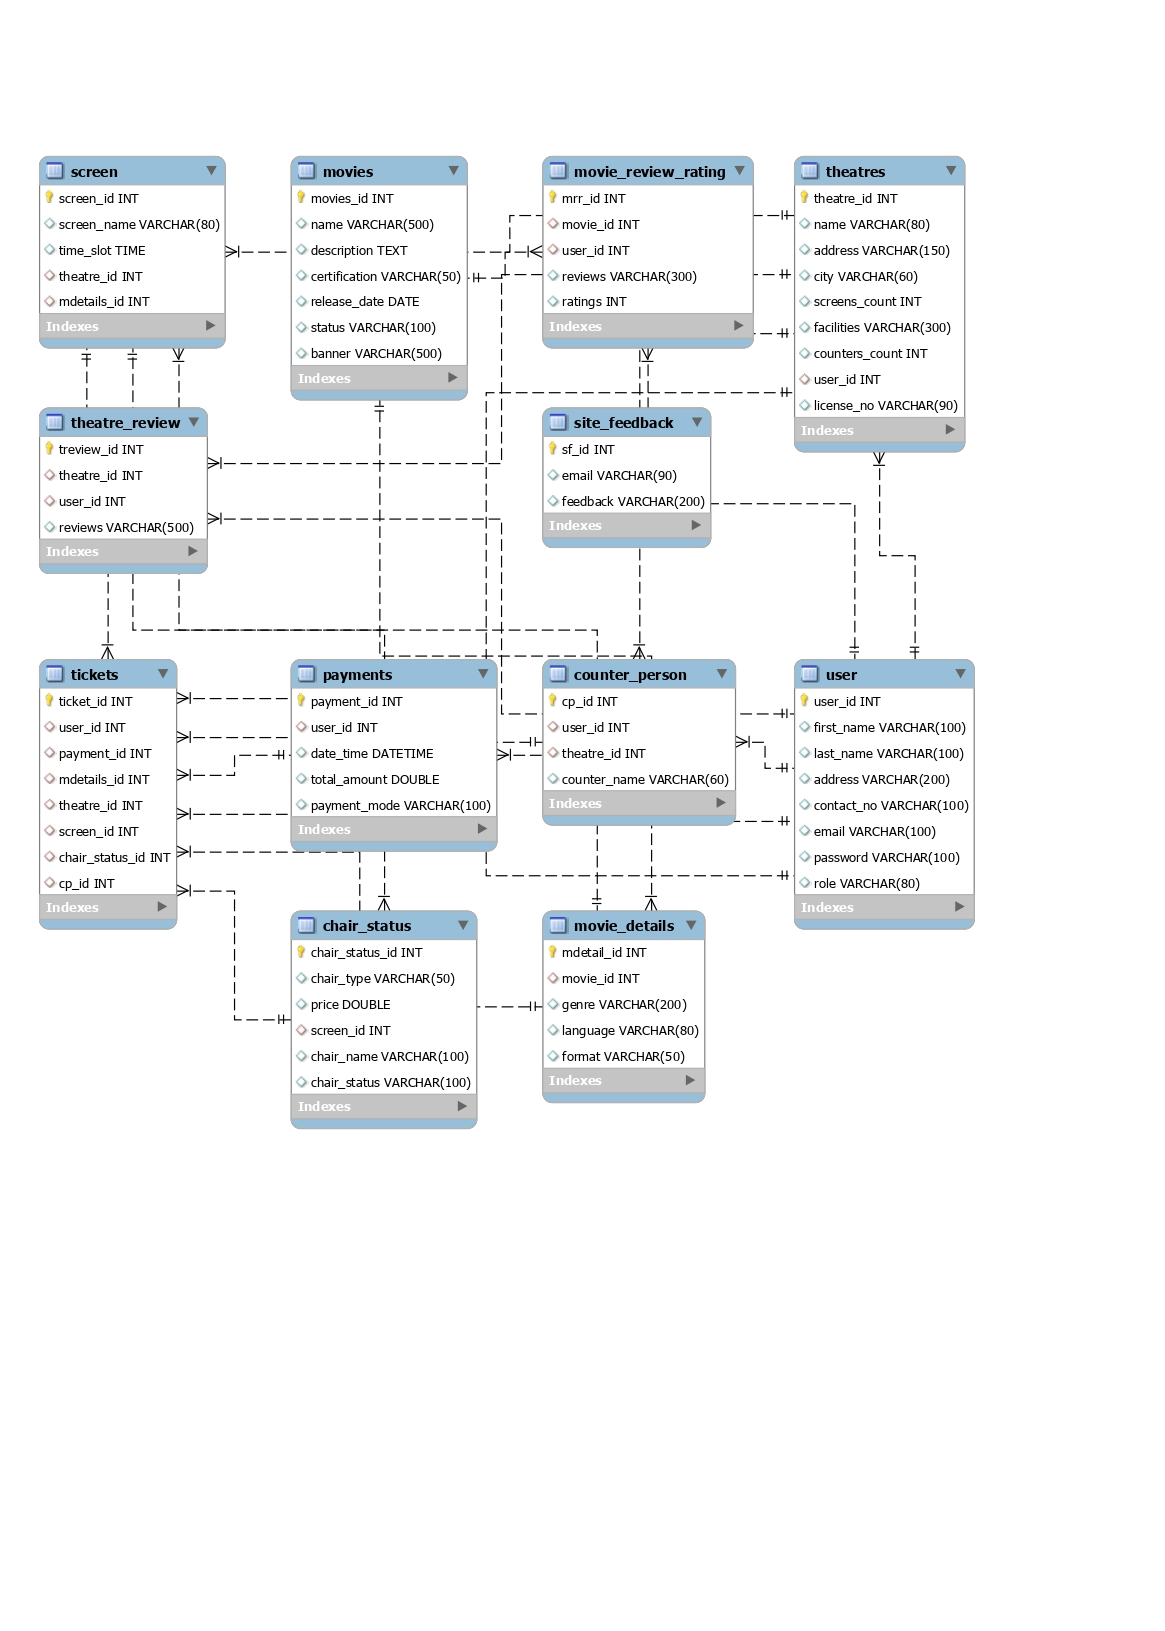 screen
screen_id INT
screen_name VARCHAR(80)
time_slot TIME
theatre_id INT
mdetails_id INT
Indexes
movies
movies_id INT
name VARCHAR(500)
description TEXT
certification VARCHAR(50)
release_date DATE
status VARCHAR(100)
banner VARCHAR(500)
Indexes
movie_review_rating
mrr_id INT
movie_id INT
user_id INT
reviews VARCHAR(300)
ratings INT
Indexes
theatres
theatre_id INT
name VARCHAR(80)
address VARCHAR(150)
city VARCHAR(60)
screens_count INT
facilities VARCHAR(300)
counters_count INT
user_id INT
license_no VARCHAR(90)
Indexes
theatre_review
treview_id INT
theatre_id INT
user_id INT
reviews VARCHAR(500)
Indexes
site_feedback
sf_id INT
email VARCHAR(90)
feedback VARCHAR(200)
Indexes
tickets
ticket_id INT
user_id INT
payment_id INT
mdetails_id INT
theatre_id INT
screen_id INT
chair_status_id INT
cp_id INT
Indexes
payments
payment_id INT
user_id INT
date_time DATETIME
total_amount DOUBLE
payment_mode VARCHAR(100)
Indexes
counter_person
cp_id INT
user_id INT
theatre_id INT
counter_name VARCHAR(60)
Indexes
user
user_id INT
first_name VARCHAR(100)
last_name VARCHAR(100)
address VARCHAR(200)
contact_no VARCHAR(100)
email VARCHAR(100)
password VARCHAR(100)
role VARCHAR(80)
Indexes
chair_status
chair_status_id INT
chair_type VARCHAR(50)
price DOUBLE
screen_id INT
chair_name VARCHAR(100)
chair_status VARCHAR(100)
Indexes
movie_details
mdetail_id INT
movie_id INT
genre VARCHAR(200)
language VARCHAR(80)
format VARCHAR(50)
Indexes